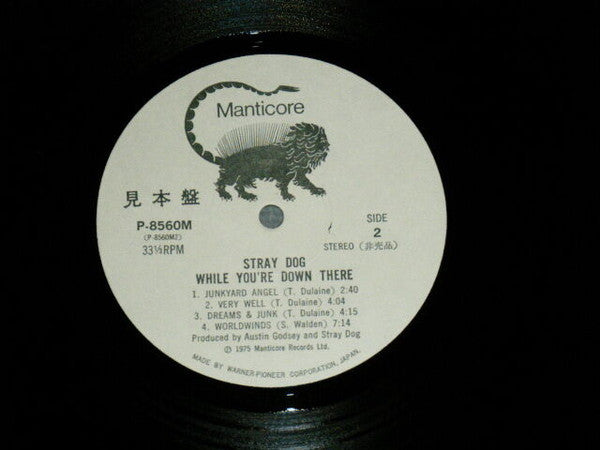 Manticore
見本盤
P-8560M
(P-8560M2)
33⅓RPM
SIDE
2
STEREO (非売品)
STRAY DOG
WHILE YOU'RE DOWN THERE
1. JUNKYARD ANGEL (T. Dulaine) 2:40
2. VERY WELL (T. Dulaine) 4:04
3. DREAMS & JUNK (T. Dulaine) 4:15
4. WORLDWINDS (S. Walden) 7:14
Produced by Austin Godsey and Stray Dog
℗ 1975 Manticore Records Ltd.
MADE BY WARNER-PIONEER CORPORATION, JAPAN.